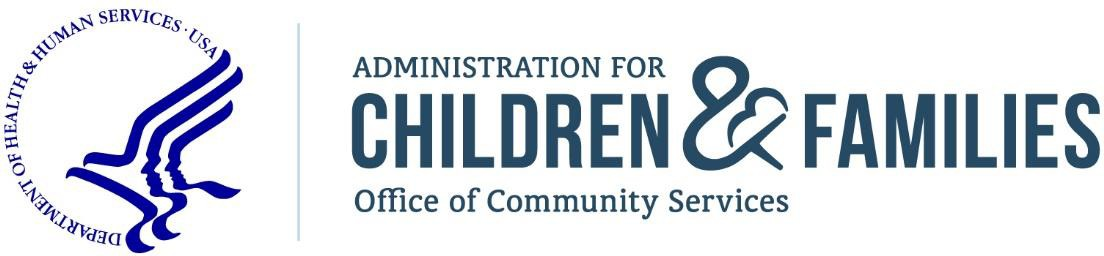 DEPARTMENT OF HEALTH & HUMAN SERVICES · USA
ADMINISTRATION FOR
CHILDREN & FAMILIES
Office of Community Services